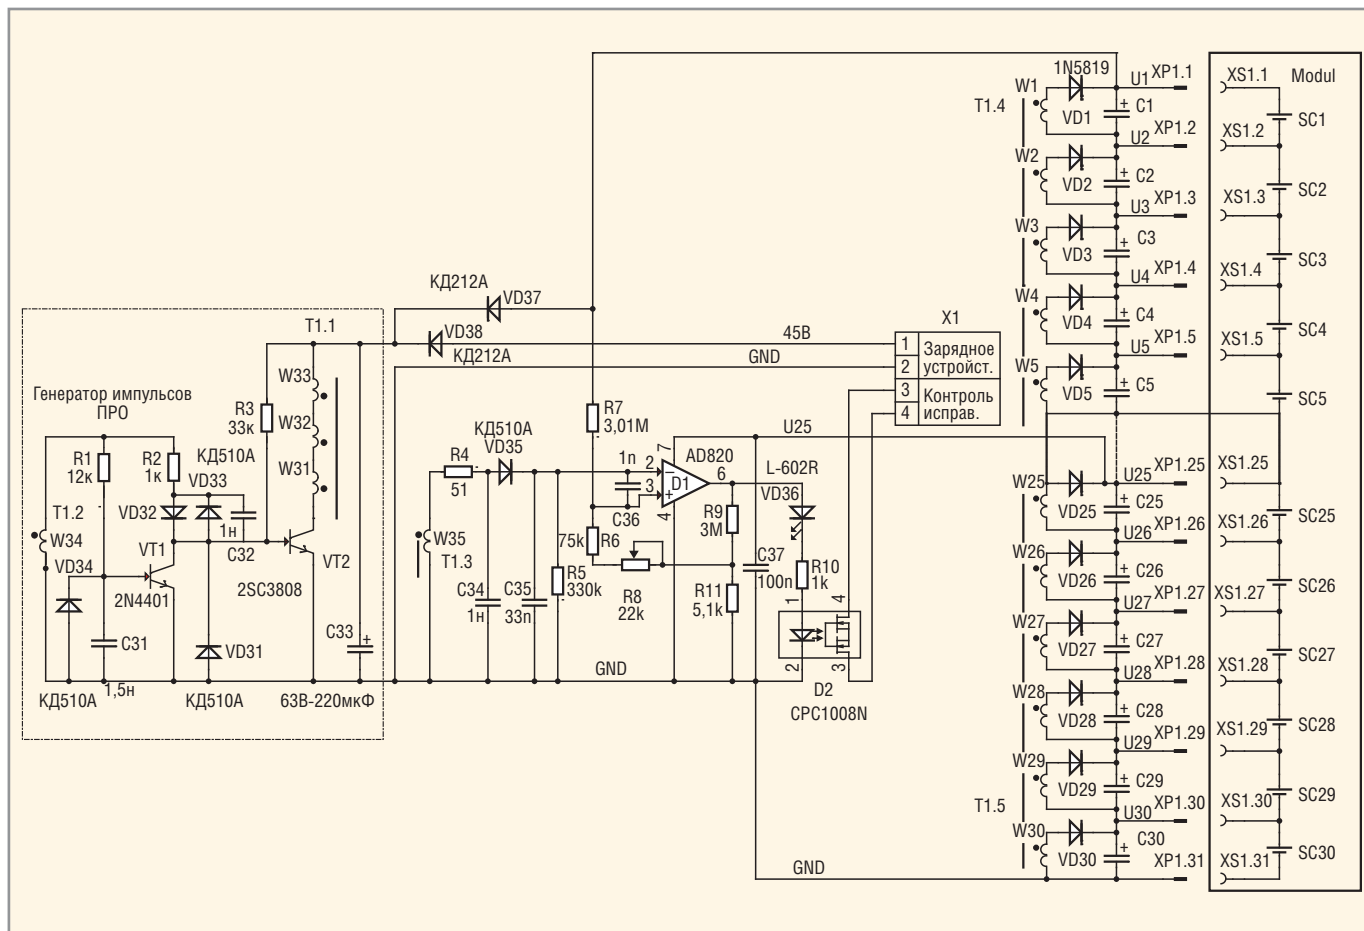 1N5819
U1
XP1.1
XS1.1
Modul
W1
T1.4
VD1
C1
SC1
XP1.2
U2
XS1.2
W2
VD2
C2
SC2
U3
XP1.3
XS1.3
W3
VD3
C3
SC3
U4
XP1.4
XS1.4
W4
VD4
C4
SC4
U5
XP1.5
XS1.5
W5
VD5
C5
SC5
КД212А
VD37
VD38
КД212А
45В
GND
X1
1
2
3
4
Зарядное
устройст.
Контроль
исправ.
T1.1
W33
W32
W31
Генератор импульсов
ПРО
R3
33к
R1
12к
R2
1к
КД510А
VD33
VD32
1н
C32
T1.2
W34
VD34
VT1
2N4401
2SC3808
VT2
C31
1,5н
VD31
C33
КД510А
КД510А
63В-220мкФ
R7
3,01М
U25
КД510А
VD35
R4
51
1n
2
3
7
4
6
AD820
D1
C36
L-602R
VD36
R9
3М
W35
T1.3
75k
R6
R8
22k
R5
330k
C34
1н
C35
33n
C37
100n
R11
5,1k
R10
1k
1
2
3
4
GND
D2
CPC1008N
U25
XP1.25
XS1.25
W25
VD25
C25
SC25
U26
XP1.26
XS1.26
W26
VD26
C26
SC26
U27
XP1.27
XS1.27
W27
VD27
C27
SC27
U28
XP1.28
XS1.28
W28
VD28
C28
SC28
U29
XP1.29
XS1.29
W29
VD29
C29
SC29
T1.5
U30
XP1.30
XS1.30
W30
VD30
C30
SC30
GND
XP1.31
XS1.31